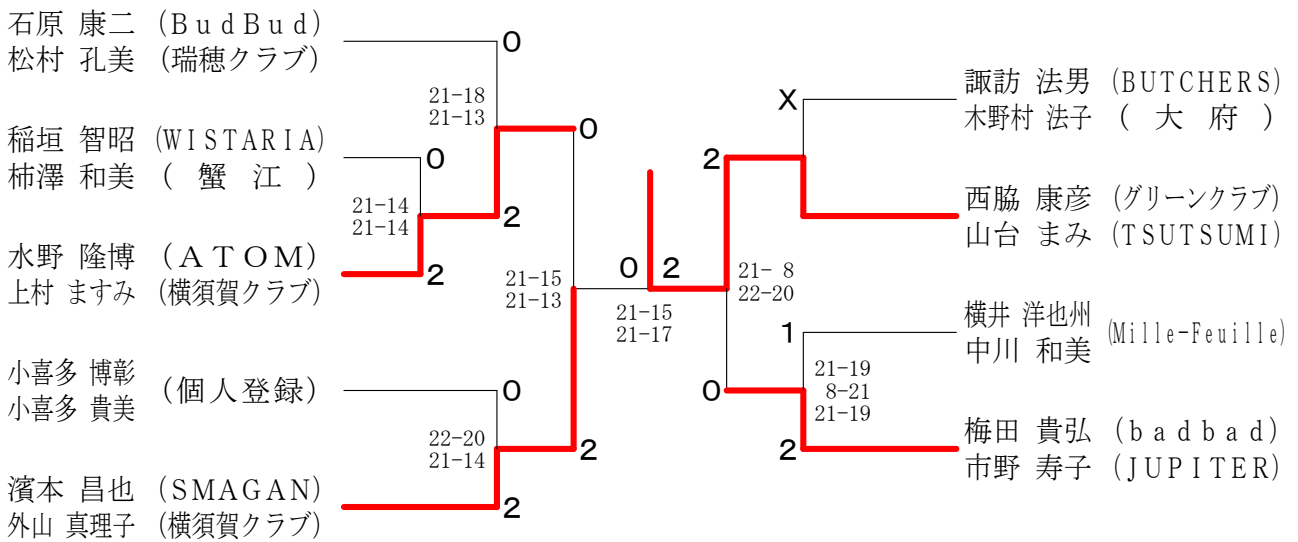 石原 康二 (BudBud)
松村 孔美 (瑞穂クラブ)
0
21-18
21-13
稲垣 智昭 (WISTARIA)
柿澤 和美 (蟹江)
0
0
21-14
21-14
2
水野 隆博 (ATOM)
上村 ますみ (横須賀クラブ)
2
21-15
21-13
小喜多 博彰
小喜多 貴美
(個人登録)
0
22-20
21-14
2
濱本 昌也 (SMAGAN)
外山 真理子 (横須賀クラブ)
2
0 2
21-15
21-17
諏訪 法男 (BUTCHERS)
木野村 法子 (大府)
X
2
西脇 康彦 (グリーンクラブ)
山台 まみ (TSUTSUMI)
21- 8
22-20
横井 洋也州
中川 和美
(Mille-Feuille)
1
21-19
8-21
21-19
0
梅田 貴弘 (badbad)
市野 寿子 (JUPITER)
2